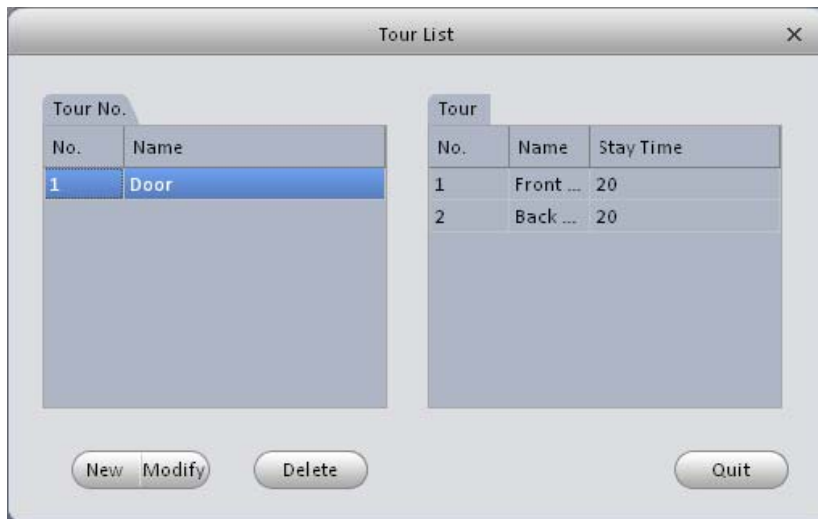 Tour List
Tour No.
No. Name
1 Door
Tour
No. Name Stay Time
1 Front ... 20
2 Back ... 20
New Modify Delete Quit